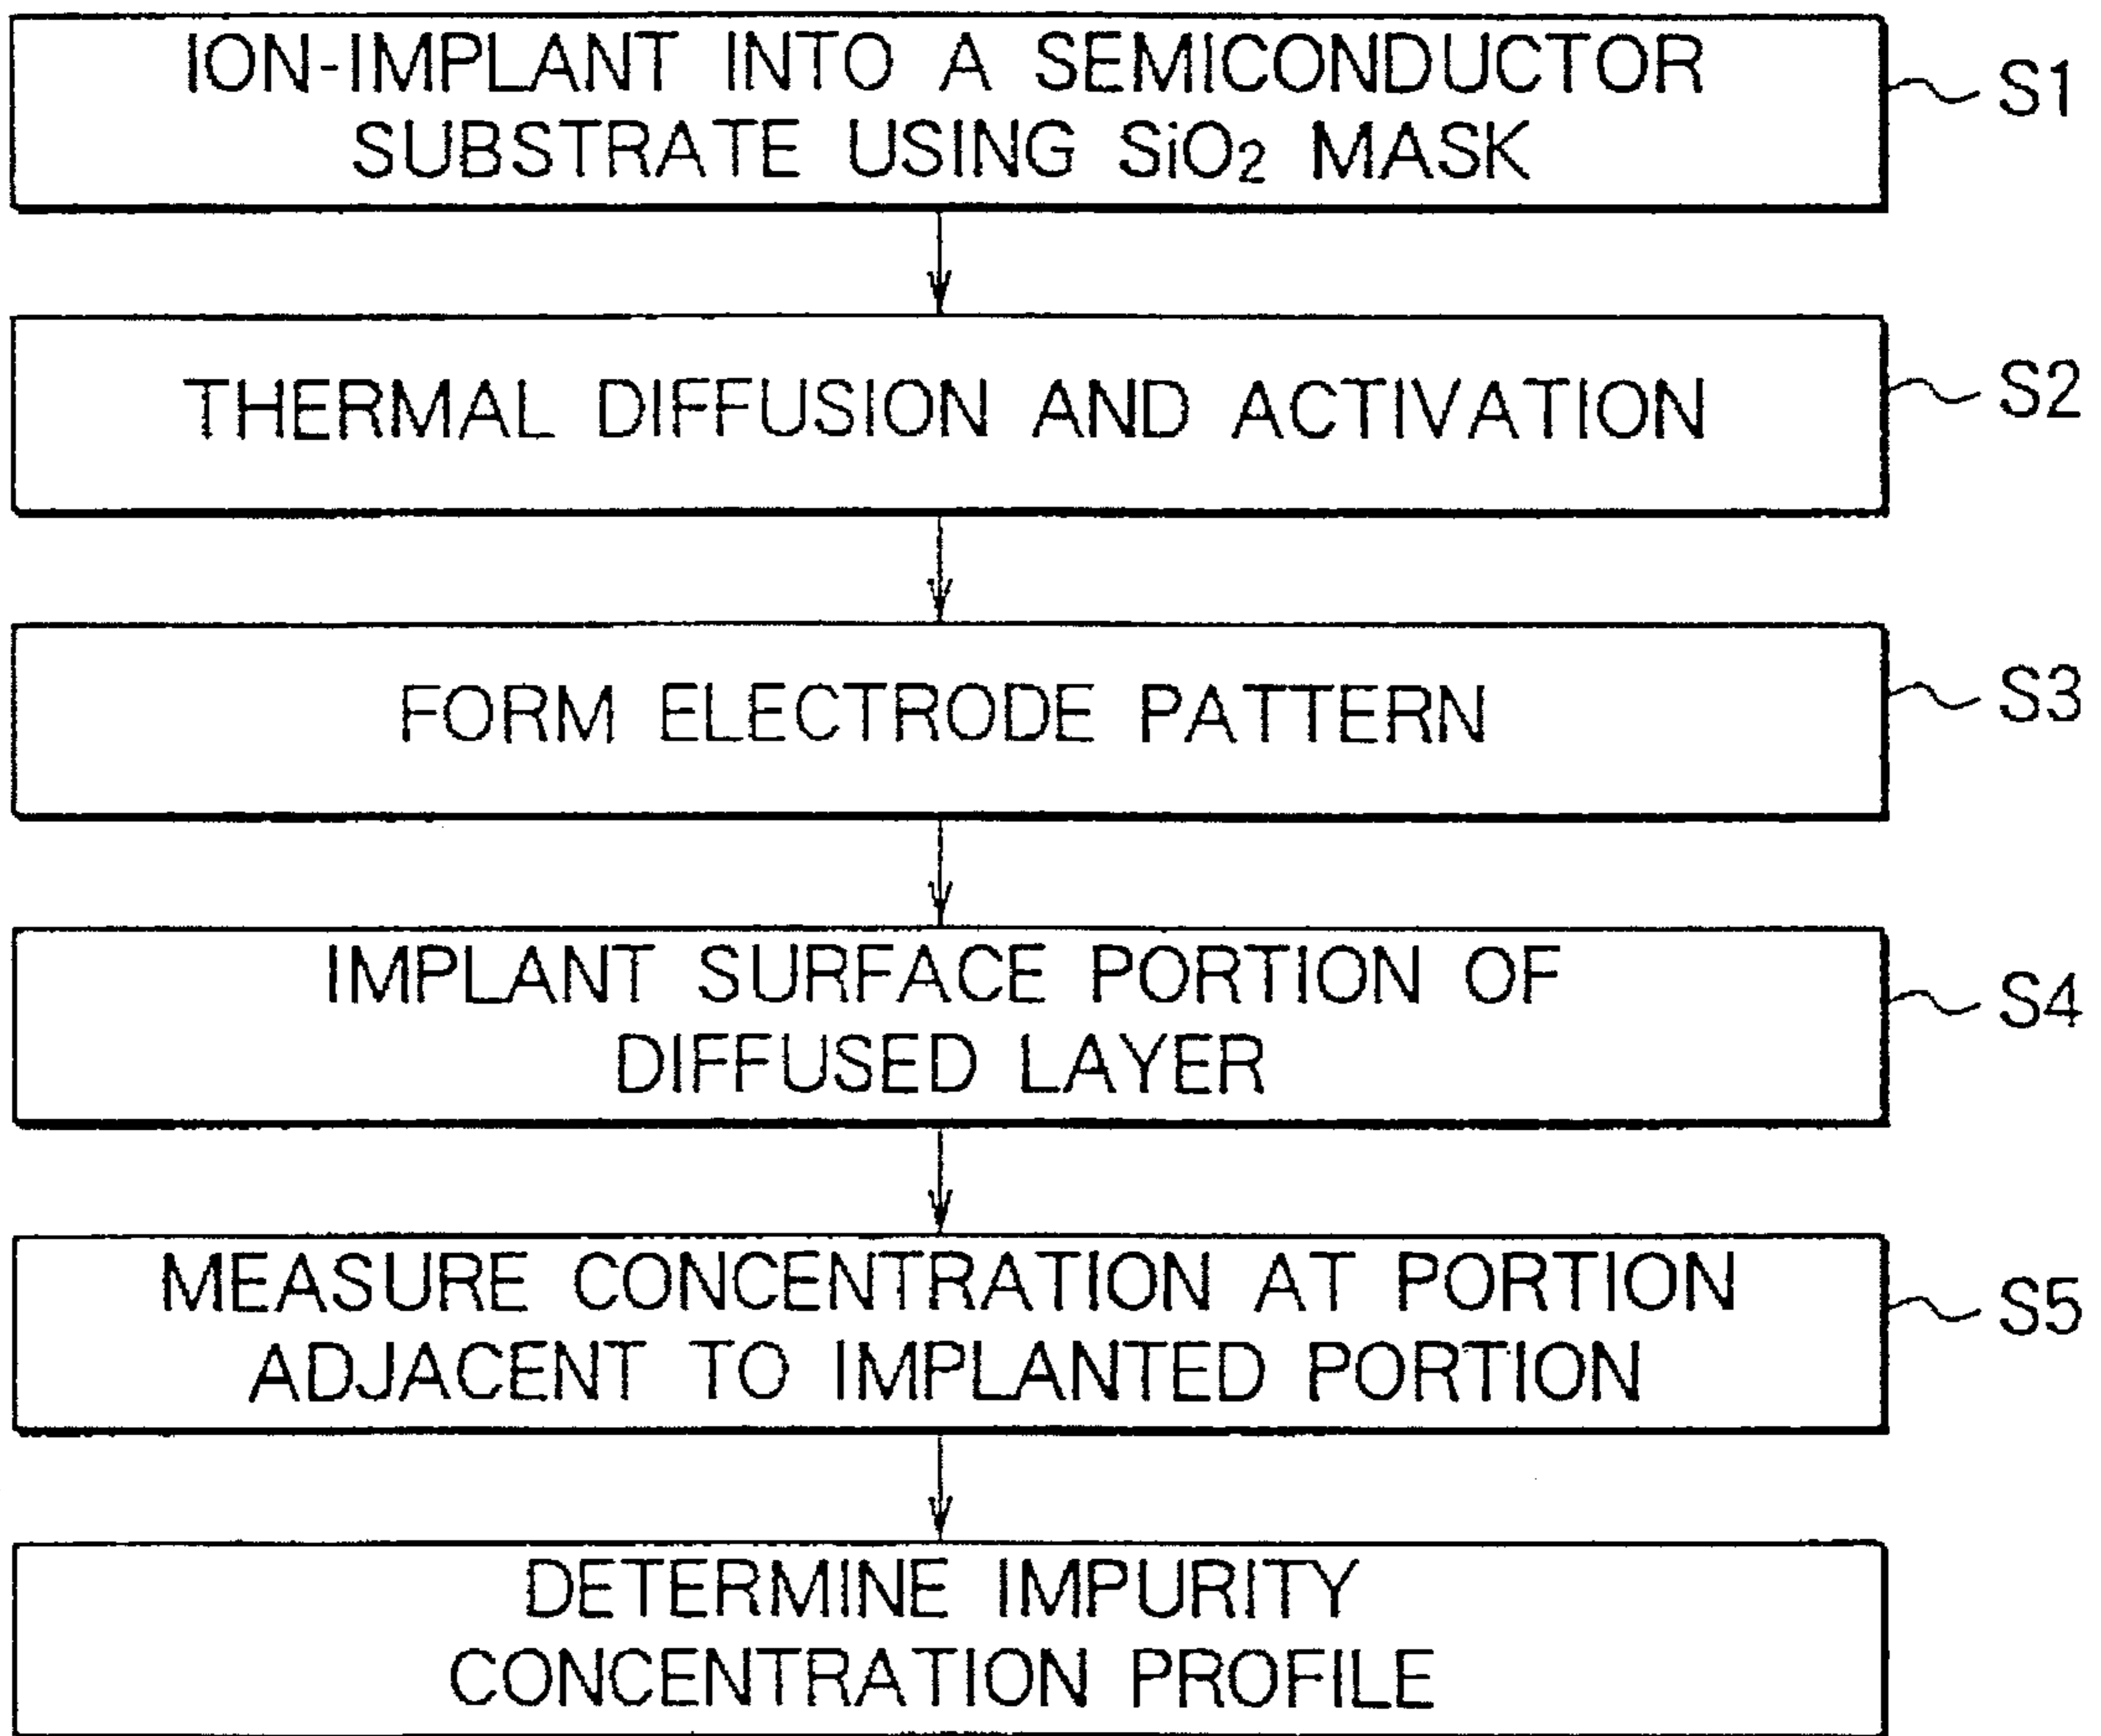 ION-IMPLANT INTO A SEMICONDUCTOR
SUBSTRATE USING SiO₂ MASK
S1
THERMAL DIFFUSION AND ACTIVATION
S2
FORM ELECTRODE PATTERN
S3
IMPLANT SURFACE PORTION OF
DIFFUSED LAYER
S4
MEASURE CONCENTRATION AT PORTION
ADJACENT TO IMPLANTED PORTION
S5
DETERMINE IMPURITY
CONCENTRATION PROFILE